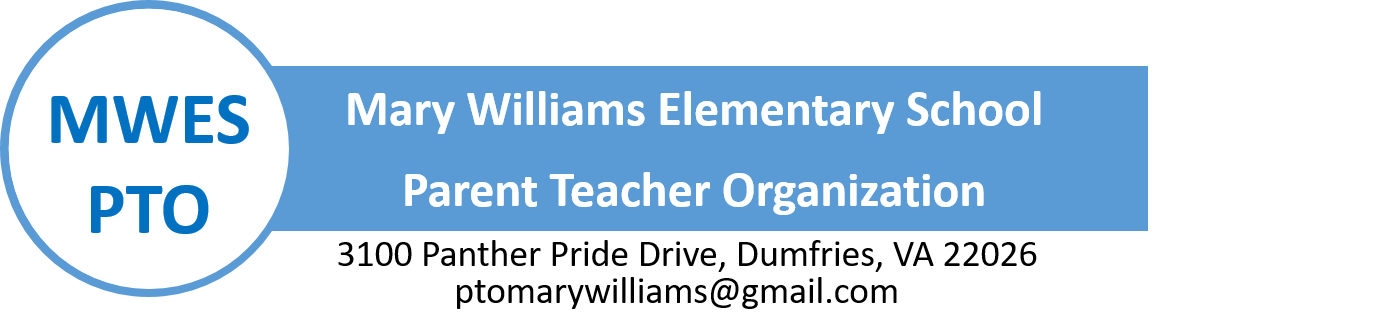 MWES
PTO
Mary Williams Elementary School
Parent Teacher Organization
3100 Panther Pride Drive, Dumfries, VA 22026
ptomarywilliams@gmail.com